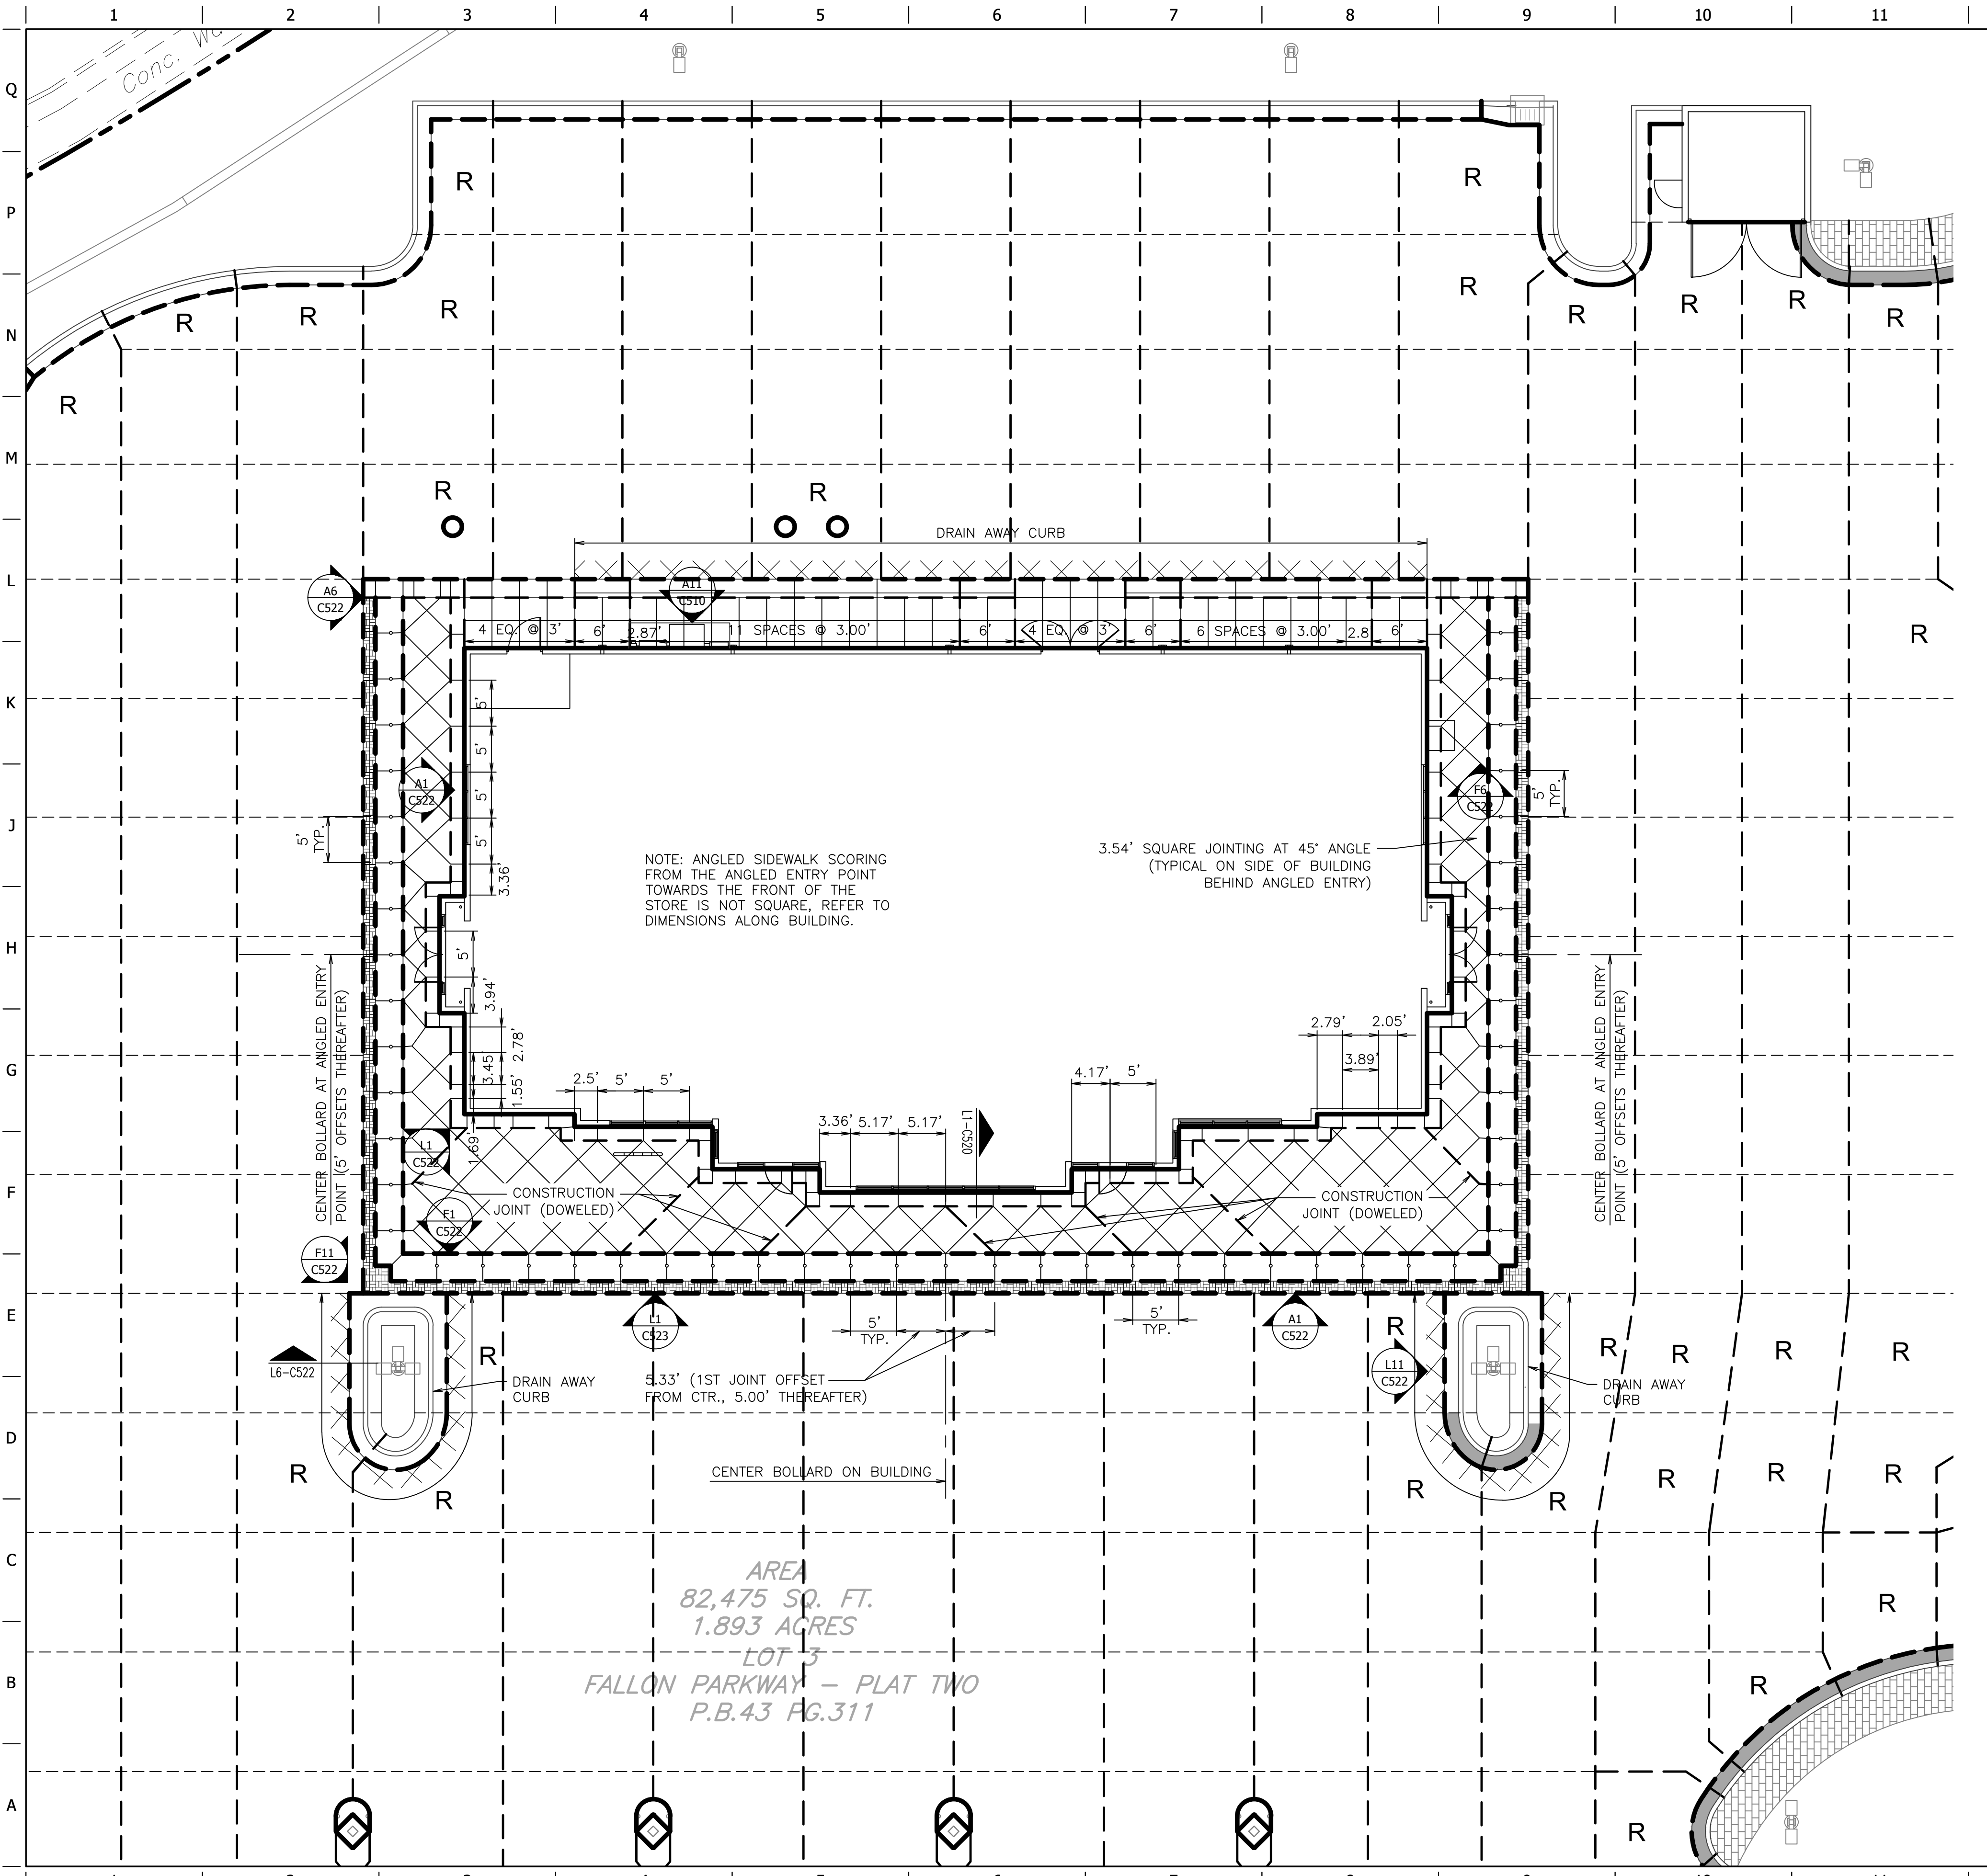 1 2 3 4 5 6 7 8 9 10 11
Q
Conc.
P
R R
N
R R R R R R R R
R
M
R R
DRAIN AWAY CURB
L
A6
C522
A11
C510
4 EQ. @ 3' 6' 2.87' 11 SPACES @ 3.00' 6' 4 EQ. @ 3' 6' 6 SPACES @ 3.00' 2.8 6'
R
K
5'
5'
5'
5'
3.36'
A1
C522
F6
C522
J
5'
TYP.
5'
TYP.
NOTE: ANGLED SIDEWALK SCORING
FROM THE ANGLED ENTRY POINT
TOWARDS THE FRONT OF THE
STORE IS NOT SQUARE, REFER TO
DIMENSIONS ALONG BUILDING.
3.54' SQUARE JOINTING AT 45° ANGLE
(TYPICAL ON SIDE OF BUILDING
BEHIND ANGLED ENTRY)
H
CENTER BOLLARD AT ANGLED ENTRY
POINT (5' OFFSETS THEREAFTER)
5'
3.94'
2.78'
3.45'
1.55'
1.69'
CENTER BOLLARD AT ANGLED ENTRY
POINT (5' OFFSETS THEREAFTER)
G
2.79' 2.05'
3.89'
2.5' 5' 5'
4.17' 5'
3.36' 5.17' 5.17'
L1-C520
L1
C522
F
CONSTRUCTION
JOINT (DOWELED)
CONSTRUCTION
JOINT (DOWELED)
F1
C522
F11
C522
E
L1
C523
5'
TYP.
5'
TYP.
A1
C522
R R R
L6-C522
L11
C522
R R R
DRAIN AWAY
CURB
5.33' (1ST JOINT OFFSET
FROM CTR., 5.00' THEREAFTER)
DRAIN AWAY
CURB
D
CENTER BOLLARD ON BUILDING
R R R R R R R
C
AREA
82,475 SQ. FT.
1.893 ACRES
LOT 3
FALLON PARKWAY – PLAT TWO
P.B.43 PG.311
R
B
R
A
R